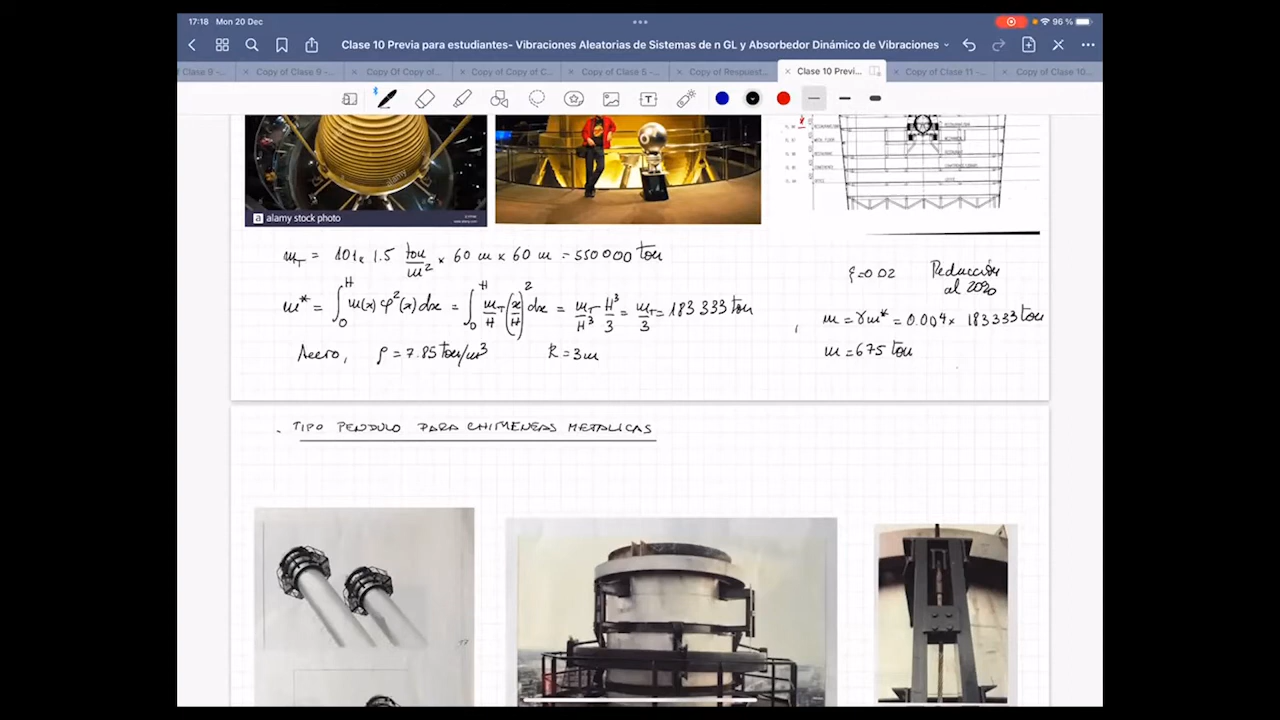 17:18 Mon 20 Dec
96 %
Clase 10 Previa para estudiantes- Vibraciones Aleatorias de Sistemas de n GL y Absorbedor Dinámico de Vibraciones
Clase 9 -...
Copy of Clase 9 -...
Copy Of Copy of...
Copy of Copy of C...
Copy of Clase 5 -...
Copy of Respuest...
Clase 10 Previ...
Copy of Clase 11 -...
Copy of Clase 10...
alamy
a alamy stock photo
m_T = 101 x 1.5 ton/m² x 60 m x 60 m = 550000 ton
ξ=0.02 Reducción al 20%
m* = ∫₀ᴴ m(x) φ²(x) dx = ∫₀ᴴ m_T/H (x/H)² dx = m_T/H³ H³/3 = m_T/3 = 183 333 ton
m = γm* = 0.004 x 183 333 ton
Acero, ρ = 7.85 ton/m³ R = 3m
m = 675 ton
. TIPO PENDULO PARA CHIMENEAS METALICAS